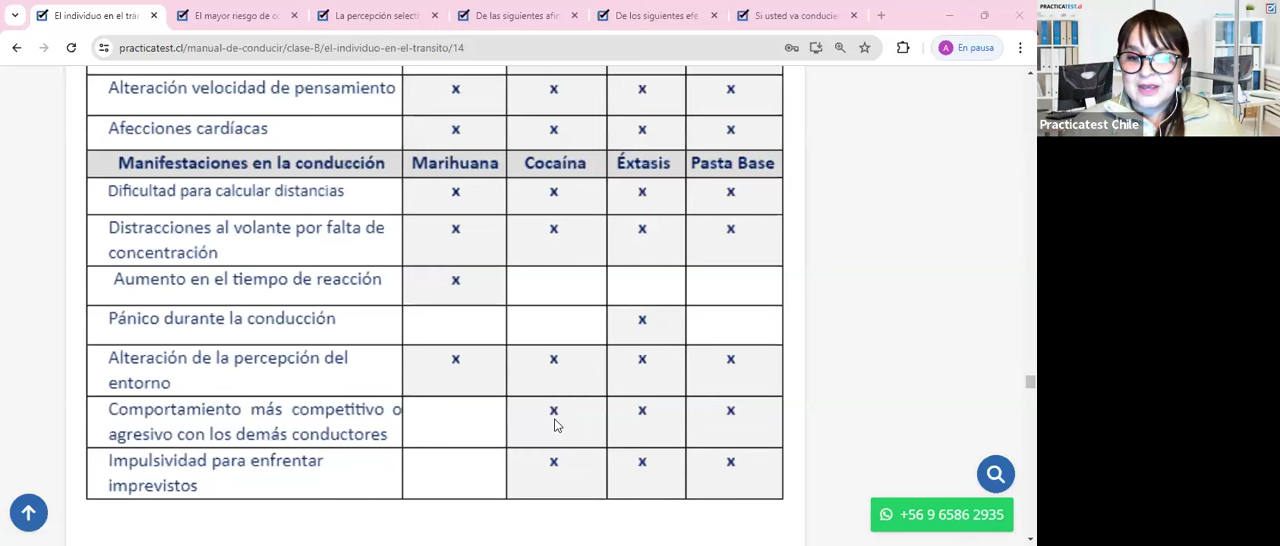 El individuo en el trán
El mayor riesgo de co
La percepción selecti
De las siguientes afir
De los siguientes efe
Si usted va conducie
practicatest.cl/manual-de-conducir/clase-B/el-individuo-en-el-transito/14
A En pausa
PRACTICATEST.cl
Practicatest Chile
Alteración velocidad de pensamiento x x x x
Afecciones cardíacas x x x x
Manifestaciones en la conducción Marihuana Cocaína Éxtasis Pasta Base
Dificultad para calcular distancias x x x x
Distracciones al volante por falta de
concentración x x x x
Aumento en el tiempo de reacción x
Pánico durante la conducción x
Alteración de la percepción del
entorno x x x x
Comportamiento más competitivo o
agresivo con los demás conductores x x x
Impulsividad para enfrentar
imprevistos x x x
+56 9 6586 2935